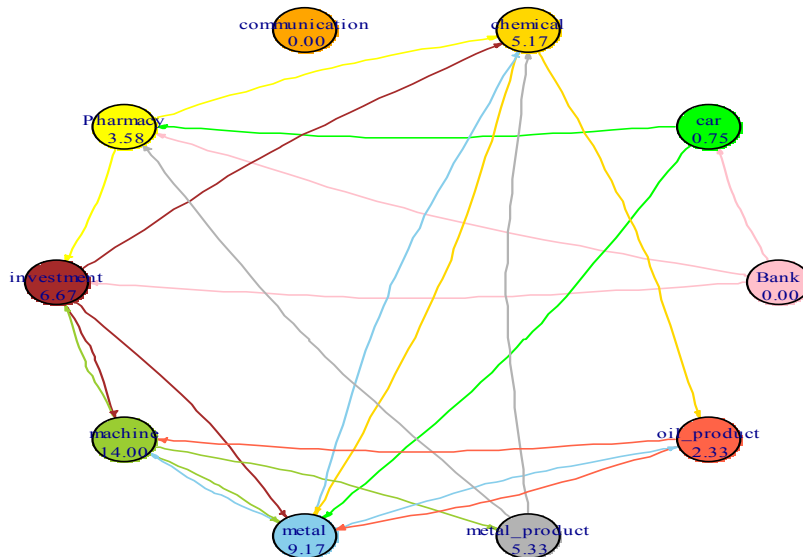 communication
0.00
chemical
5.17
Pharmacy
3.58
car
0.75
investment
6.67
Bank
0.00
machine
14.00
oil_product
2.33
metal
9.17
metal_product
5.33